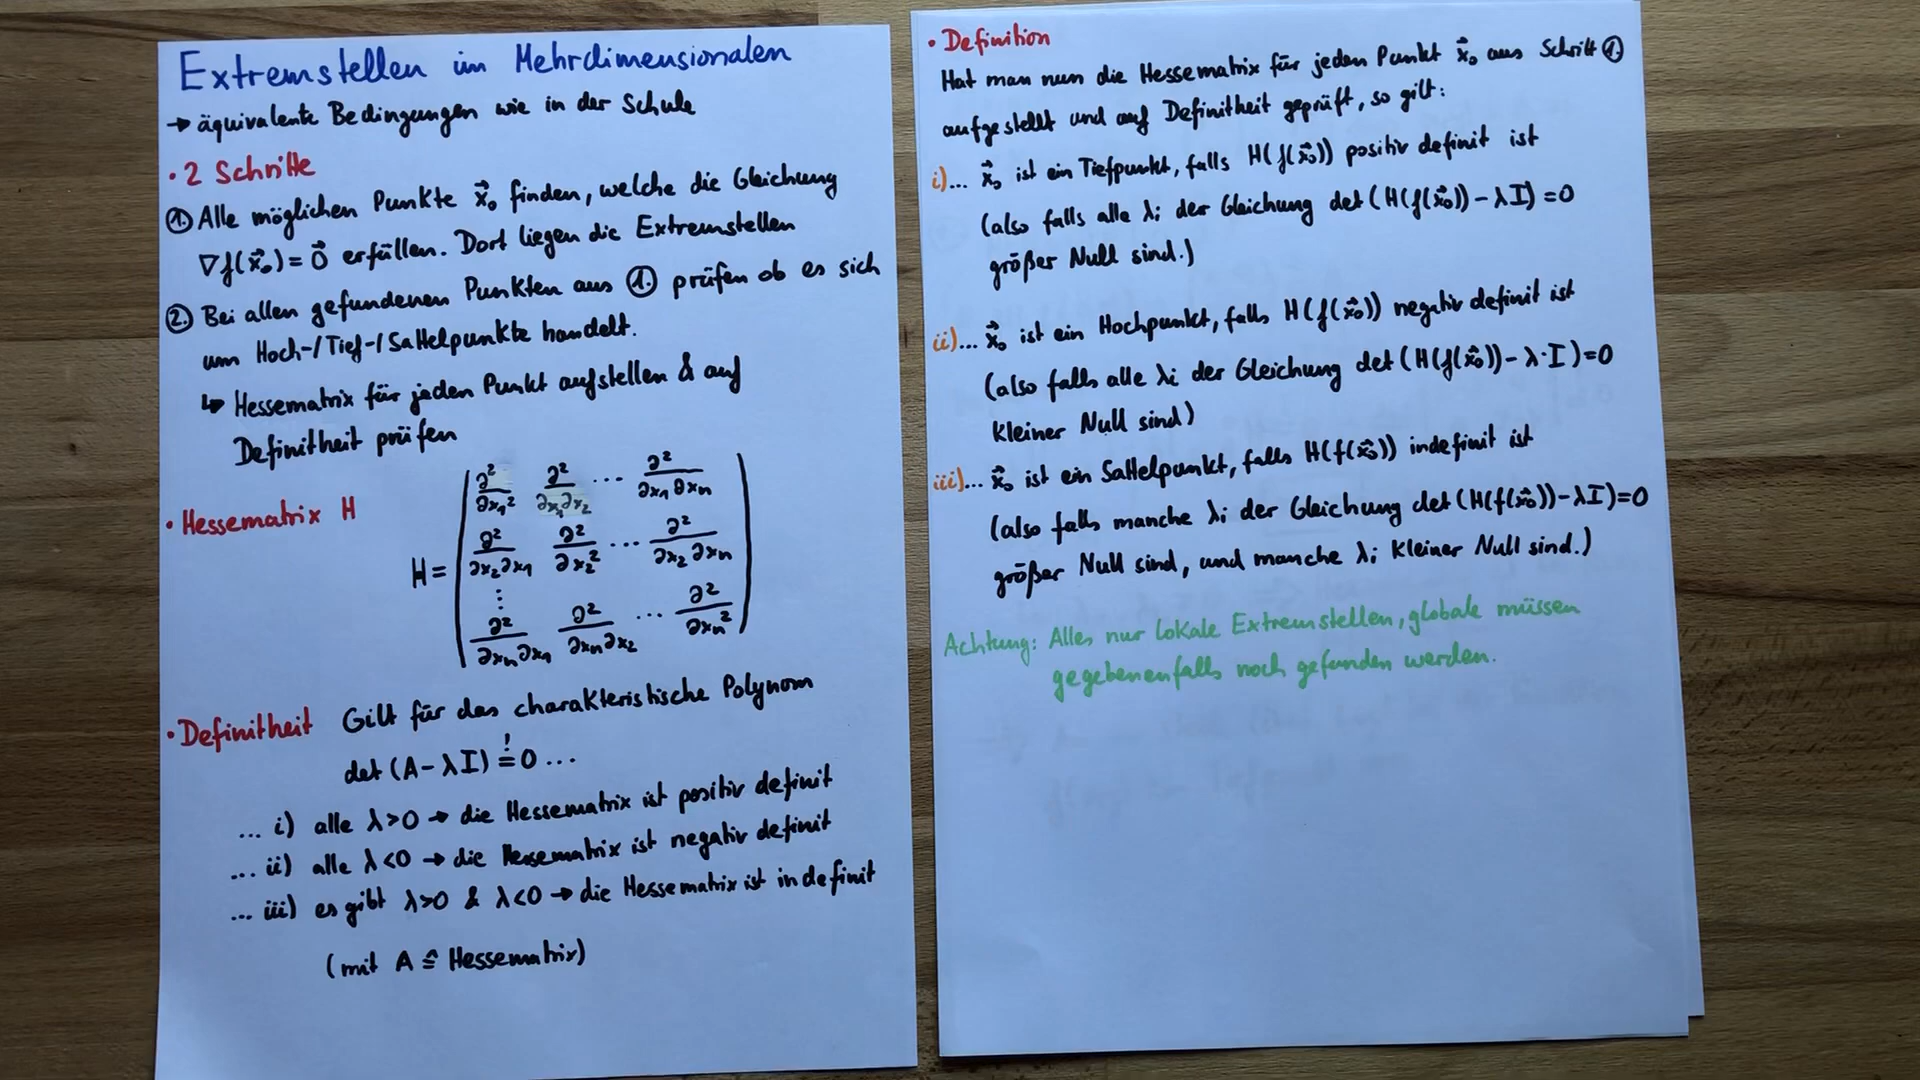 Extremstellen im Mehrdimensionalen
→ äquivalente Bedingungen wie in der Schule
• 2 Schritte
① Alle möglichen Punkte x⃗₀ finden, welche die Gleichung
∇f(x⃗₀) = 0⃗ erfüllen. Dort liegen die Extremstellen
② Bei allen gefundenen Punkten aus ① prüfen ob es sich
um Hoch-/Tief-/Sattelpunkte handelt.
↳ Hessematrix für jeden Punkt aufstellen & auf
Definitheit prüfen
• Hessematrix H
H = ( ∂²/∂x₁² ∂²/∂x₁∂x₂ ... ∂²/∂x₁∂xₙ
∂²/∂x₂∂x₁ ∂²/∂x₂² ... ∂²/∂x₂∂xₙ
⋮
∂²/∂xₙ∂x₁ ∂²/∂xₙ∂x₂ ... ∂²/∂xₙ² )
• Definitheit Gilt für das charakteristische Polynom
det (A - λI) =! 0 ...
... i) alle λ>0 → die Hessematrix ist positiv definit
... ii) alle λ<0 → die Hessematrix ist negativ definit
... iii) es gibt λ>0 & λ<0 → die Hessematrix ist indefinit
(mit A ≙ Hessematrix)
• Definition
Hat man nun die Hessematrix für jeden Punkt x⃗₀ aus Schritt ①
aufgestellt und auf Definitheit geprüft, so gilt:
i)... x⃗₀ ist ein Tiefpunkt, falls H(f(x⃗₀)) positiv definit ist
(also falls alle λi der Gleichung det (H(f(x⃗₀)) - λI) = 0
größer Null sind.)
ii)... x⃗₀ ist ein Hochpunkt, falls H(f(x⃗₀)) negativ definit ist
(also falls alle λi der Gleichung det (H(f(x⃗₀)) - λ·I) = 0
kleiner Null sind)
iii)... x⃗₀ ist ein Sattelpunkt, falls H(f(x⃗₀)) indefinit ist
(also falls manche λi der Gleichung det (H(f(x⃗₀)) - λI) = 0
größer Null sind, und manche λi kleiner Null sind.)
Achtung: Alles nur lokale Extremstellen, globale müssen
gegebenenfalls noch gefunden werden.